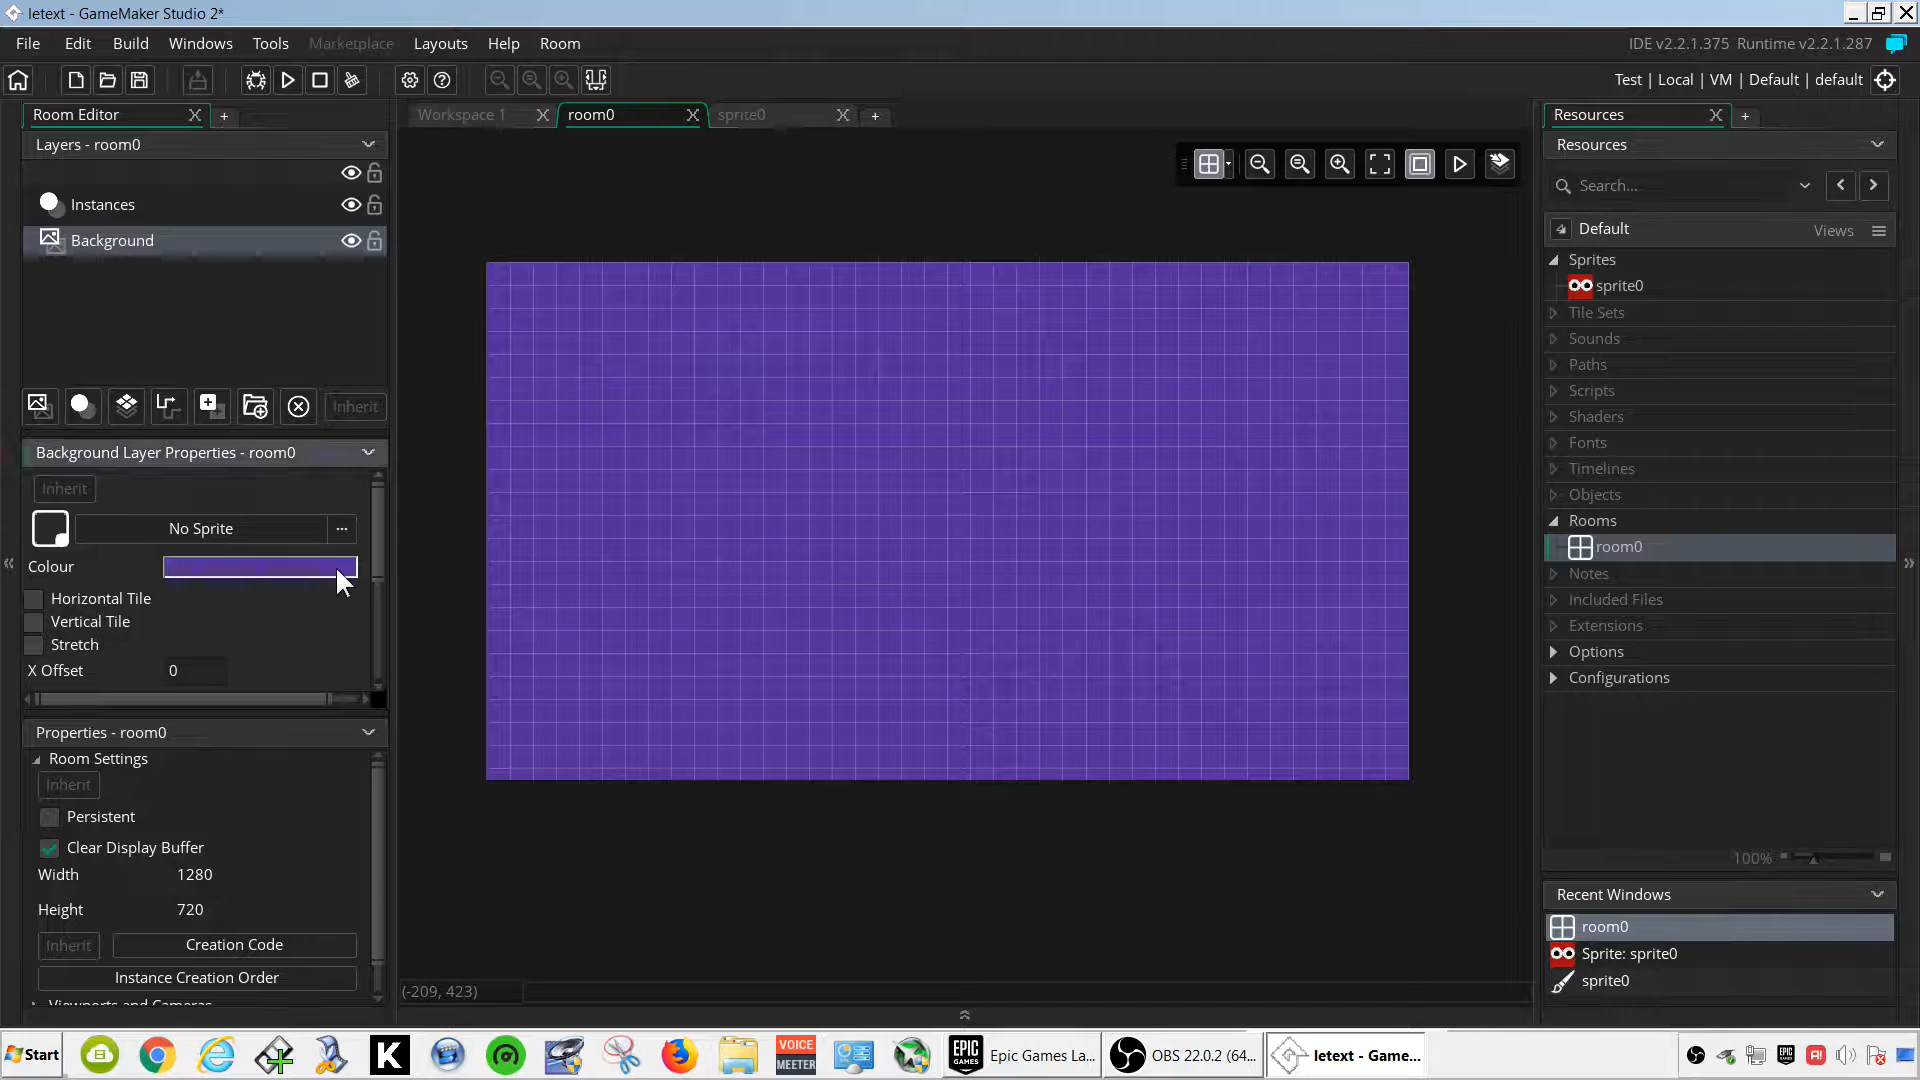 letext - GameMaker Studio 2*
File Edit Build Windows Tools Marketplace Layouts Help Room
IDE v2.2.1.375 Runtime v2.2.1.287
Test | Local | VM | Default | default
Room Editor
Workspace 1
room0
sprite0
Resources
Layers - room0
Resources
Search...
Instances
Background
Default
Views
Sprites
sprite0
Tile Sets
Sounds
Paths
Scripts
Shaders
Fonts
Timelines
Objects
Rooms
room0
Notes
Included Files
Extensions
Options
Configurations
100%
Inherit
Background Layer Properties - room0
Inherit
No Sprite
...
Colour
Horizontal Tile
Vertical Tile
Stretch
X Offset 0
Properties - room0
Room Settings
Inherit
Persistent
Clear Display Buffer
Width 1280
Height 720
Inherit Creation Code
Instance Creation Order
Viewports and Cameras
(-209, 423)
Recent Windows
room0
Sprite: sprite0
sprite0
Start
K
VOICE
MEETER
EPIC
GAMES
Epic Games La...
OBS 22.0.2 (64...
letext - Game...